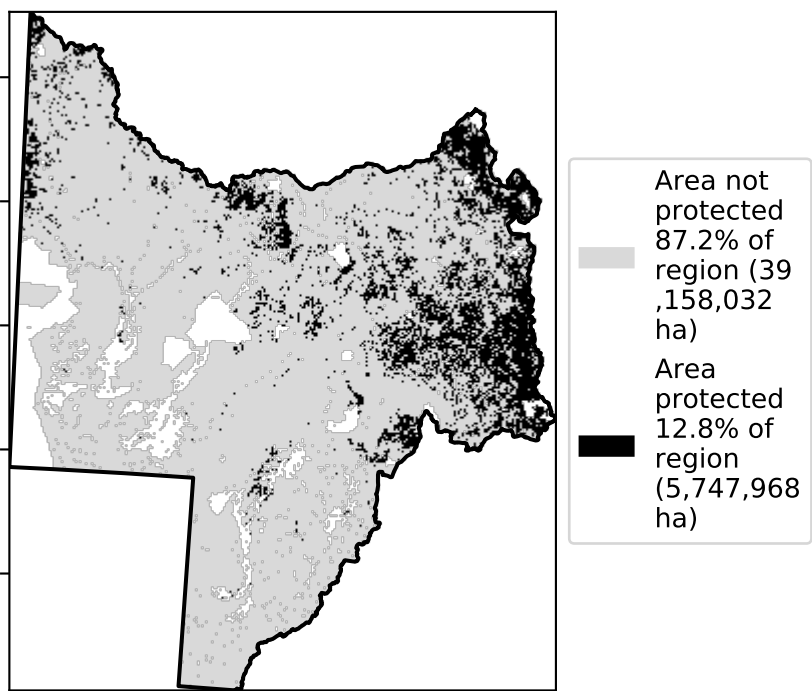 Area not
protected
87.2% of
region (39
,158,032
ha)
Area
protected
12.8% of
region
(5,747,968
ha)